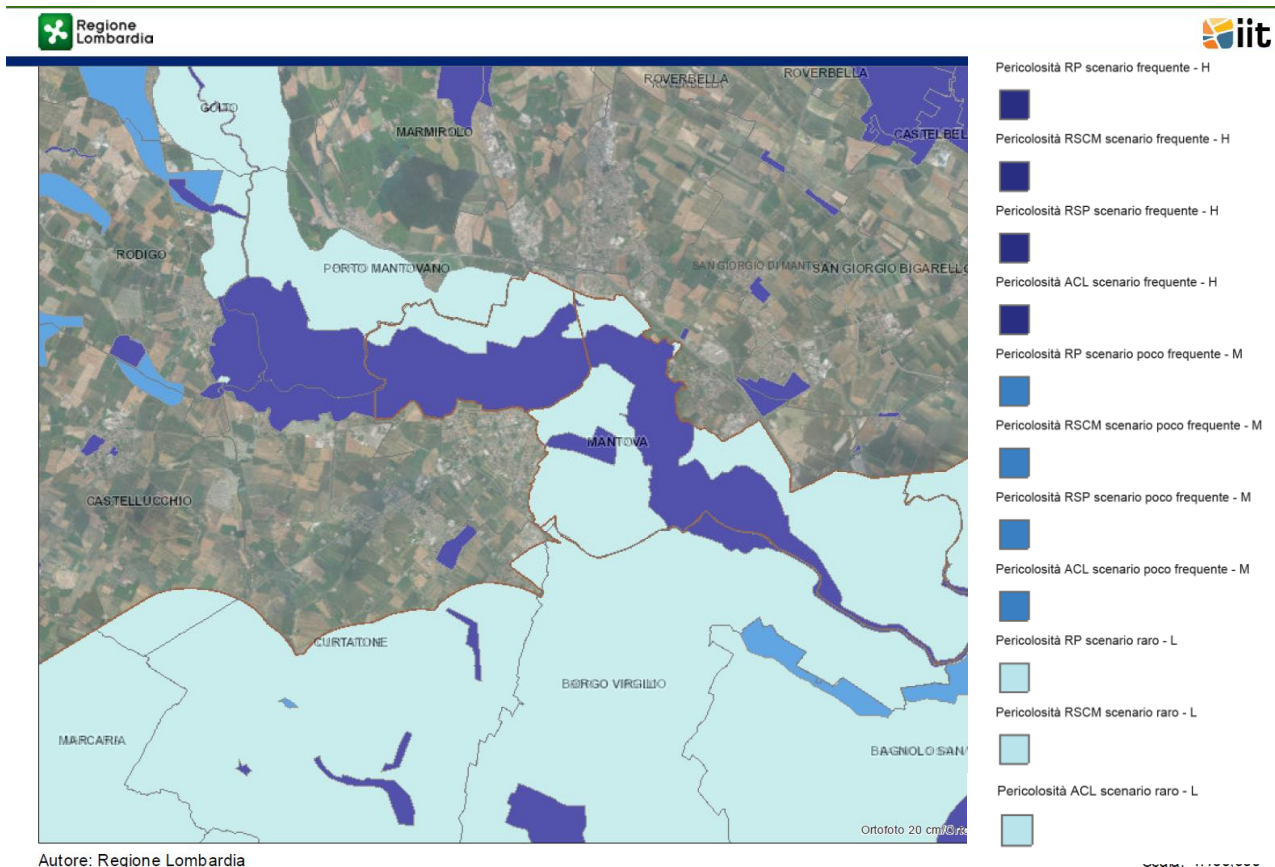 Regione
Lombardia
iit
GOITO
MARMIROLO
ROVERBELLA
ROVERBELLA
ROVERBELLA
CASTELBEL
RODIGO
PORTO MANTOVANO
SAN GIORGIO DI MANT
SAN GIORGIO BIGARELLO
MANTOVA
CASTELLUCCHIO
CURTATONE
BORGO VIRGILIO
MARCARIA
BAGNOLO SAN
Ortofoto 20 cm/Orto
Pericolosità RP scenario frequente - H
Pericolosità RSCM scenario frequente - H
Pericolosità RSP scenario frequente - H
Pericolosità ACL scenario frequente - H
Pericolosità RP scenario poco frequente - M
Pericolosità RSCM scenario poco frequente - M
Pericolosità RSP scenario poco frequente - M
Pericolosità ACL scenario poco frequente - M
Pericolosità RP scenario raro - L
Pericolosità RSCM scenario raro - L
Pericolosità ACL scenario raro - L
Autore: Regione Lombardia